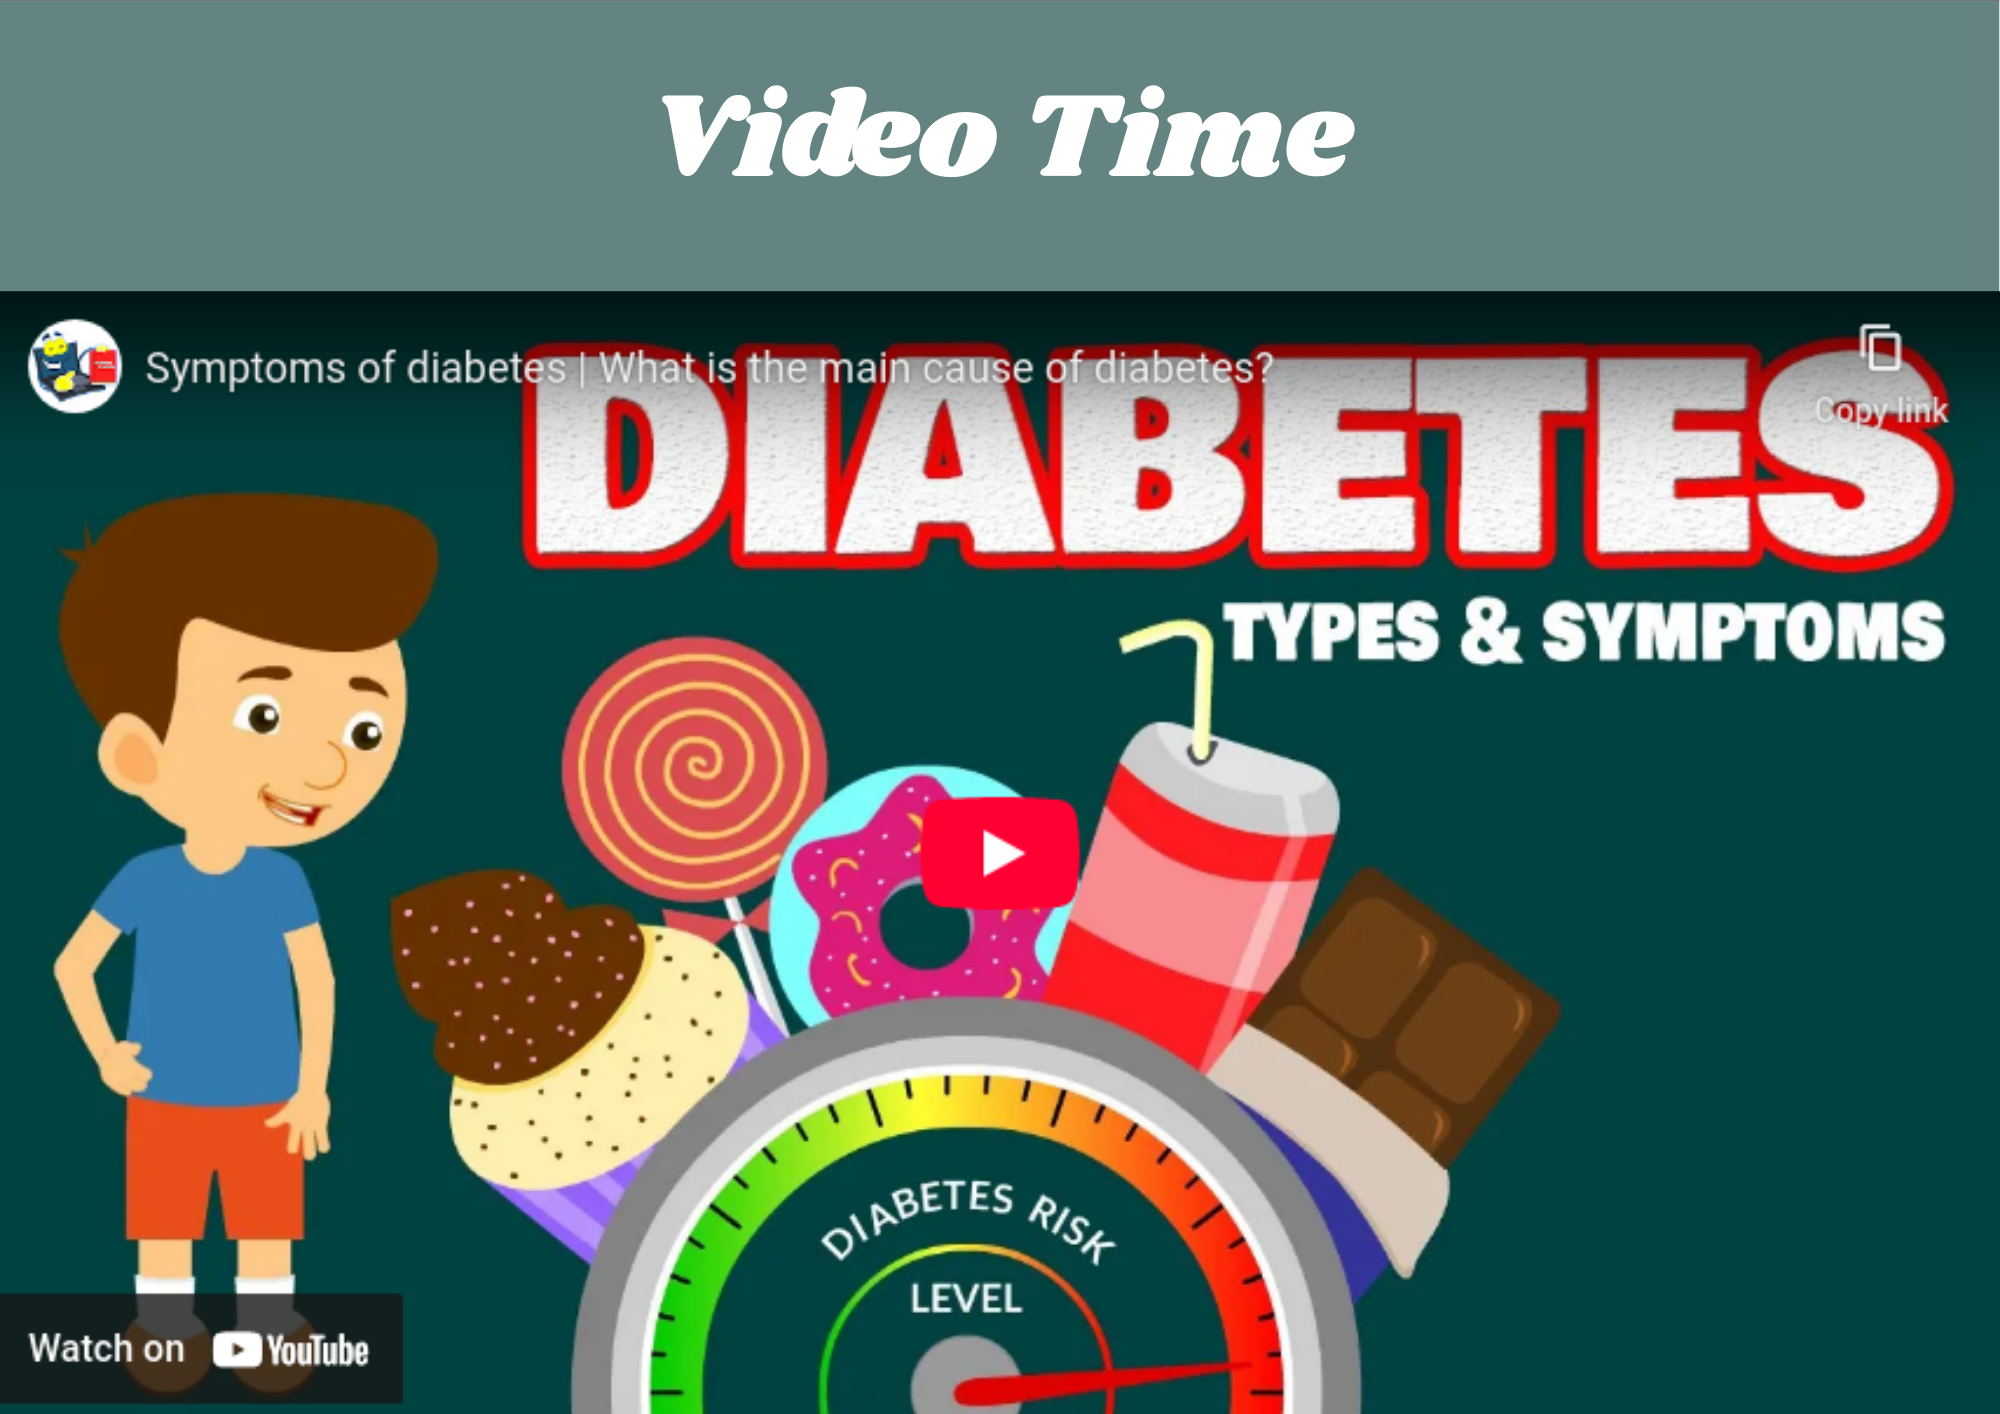 Video Time
Symptoms of diabetes | What is the main cause of diabetes?
Copy link
DIABETES
TYPES & SYMPTOMS
DIABETES RISK
LEVEL
Watch on YouTube